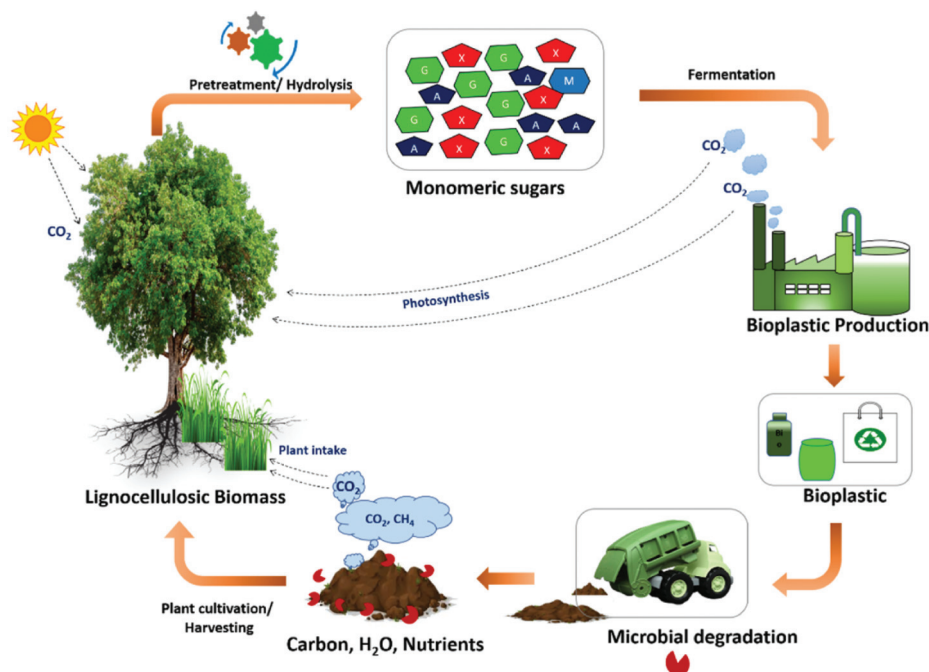 Pretreatment/ Hydrolysis
G X G X
G A M
A G X
G
G X A A
A X G X
Monomeric sugars
Fermentation
CO₂
CO₂
CO₂
Photosynthesis
Bioplastic Production
Bi
o
Bioplastic
Plant intake
CO₂
CO₂, CH₄
Lignocellulosic Biomass
Plant cultivation/
Harvesting
Carbon, H₂O, Nutrients
Microbial degradation